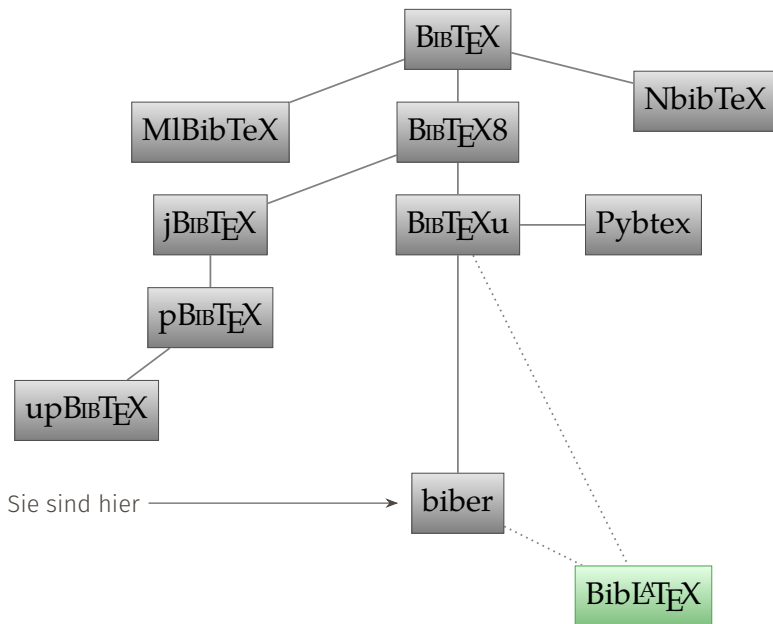 BIBTEX
MlBibTeX
BIBTEX8
NbibTeX
jBIBTEX
BIBTEXu
Pybtex
pBIBTEX
upBIBTEX
Sie sind hier
biber
BibLATEX